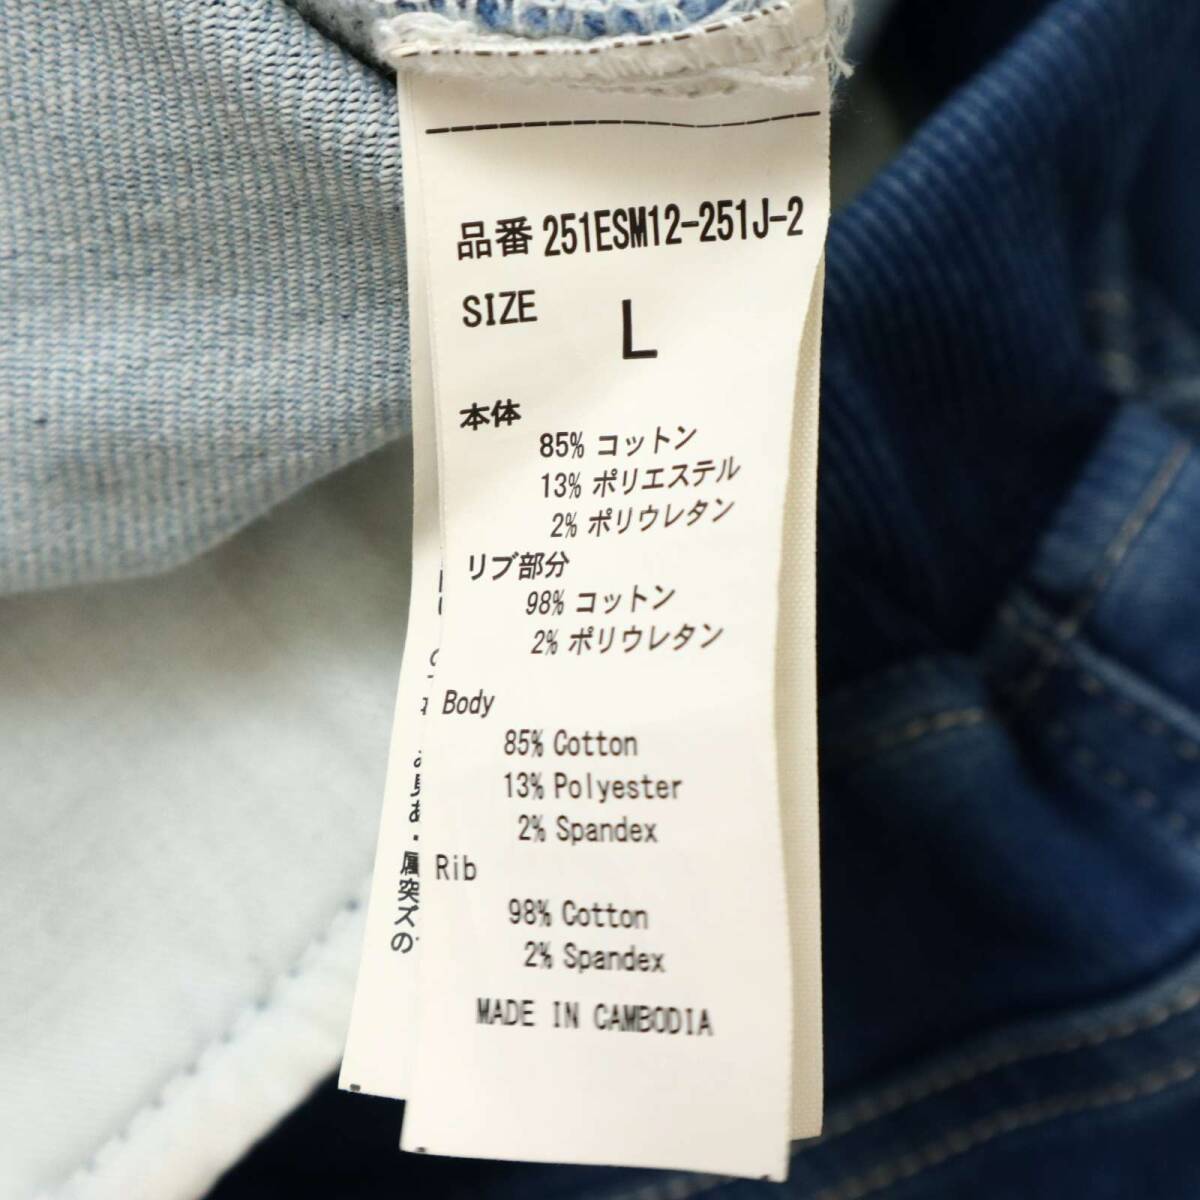 品番 251ESM12-251J-2
SIZE L
本体
85% コットン
13% ポリエステル
2% ポリウレタン
リブ部分
98% コットン
2% ポリウレタン
Body
85% Cotton
13% Polyester
2% Spandex
Rib
98% Cotton
2% Spandex
MADE IN CAMBODIA